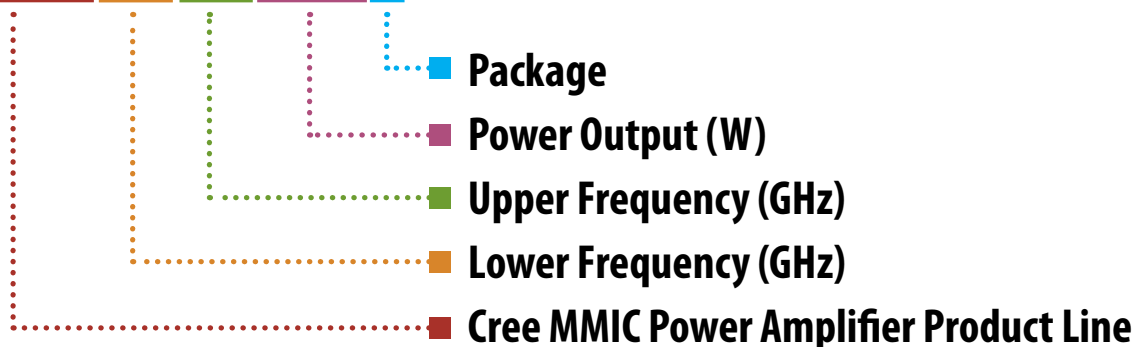 Package
Power Output (W)
Upper Frequency (GHz)
Lower Frequency (GHz)
Cree MMIC Power Amplifier Product Line